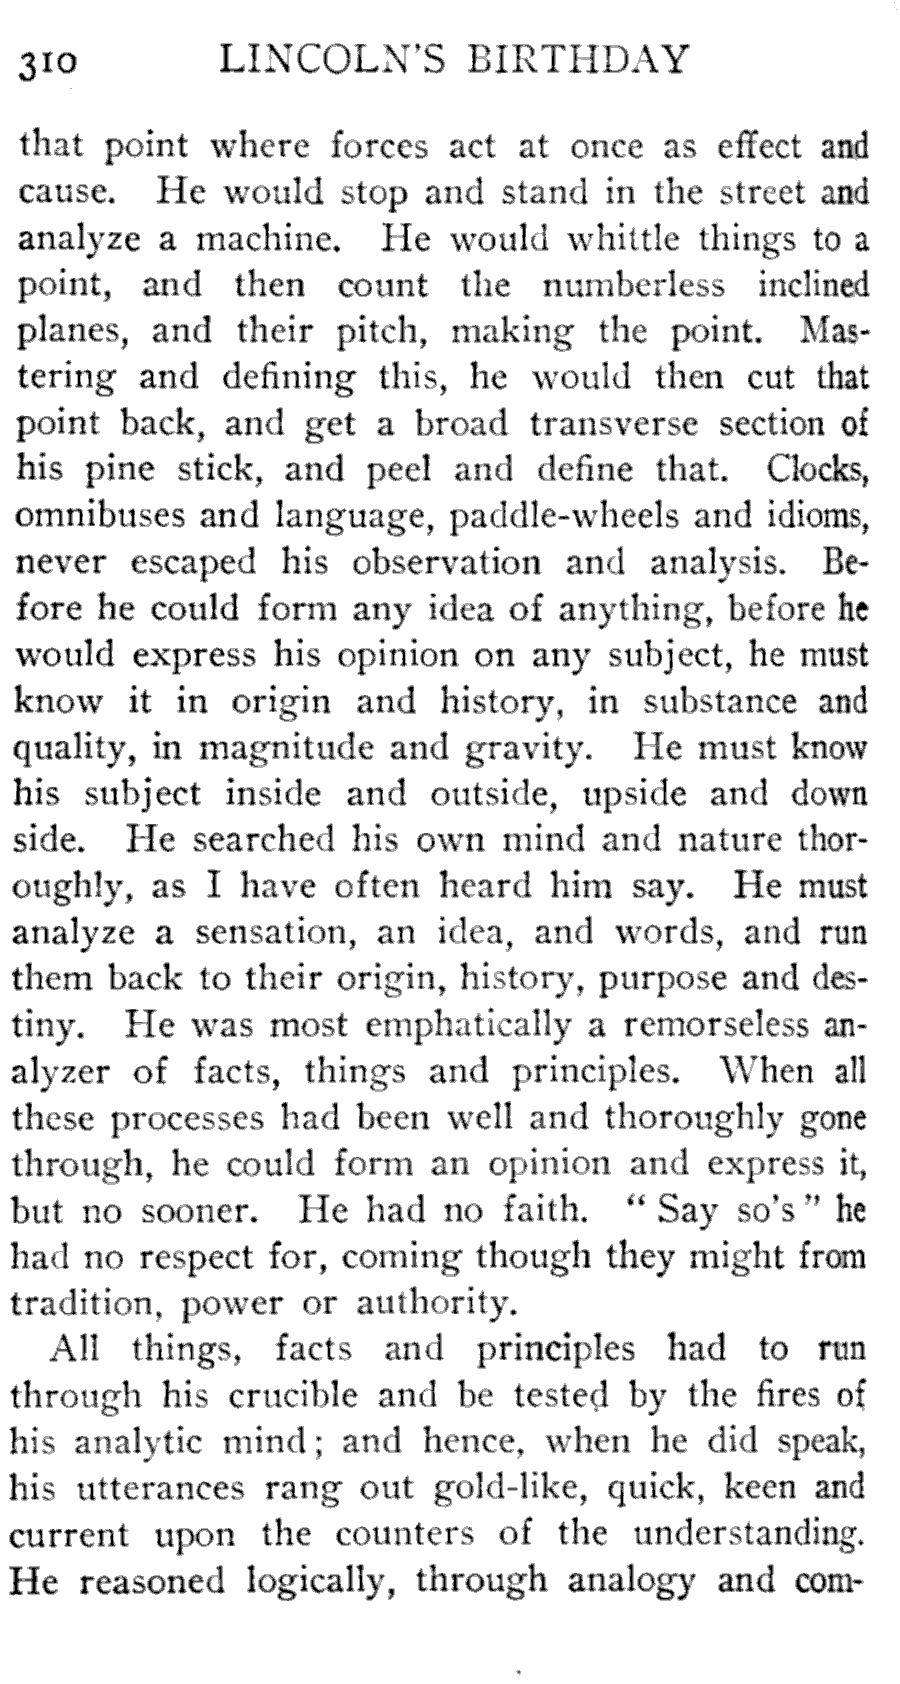 310 LINCOLN'S BIRTHDAY
that point where forces act at once as effect and
cause. He would stop and stand in the street and
analyze a machine. He would whittle things to a
point, and then count the numberless inclined
planes, and their pitch, making the point. Mas-
tering and defining this, he would then cut that
point back, and get a broad transverse section of
his pine stick, and peel and define that. Clocks,
omnibuses and language, paddle-wheels and idioms,
never escaped his observation and analysis. Be-
fore he could form any idea of anything, before he
would express his opinion on any subject, he must
know it in origin and history, in substance and
quality, in magnitude and gravity. He must know
his subject inside and outside, upside and down
side. He searched his own mind and nature thor-
oughly, as I have often heard him say. He must
analyze a sensation, an idea, and words, and run
them back to their origin, history, purpose and des-
tiny. He was most emphatically a remorseless an-
alyzer of facts, things and principles. When all
these processes had been well and thoroughly gone
through, he could form an opinion and express it,
but no sooner. He had no faith. " Say so's " he
had no respect for, coming though they might from
tradition, power or authority.
All things, facts and principles had to run
through his crucible and be tested by the fires of
his analytic mind; and hence, when he did speak,
his utterances rang out gold-like, quick, keen and
current upon the counters of the understanding.
He reasoned logically, through analogy and com-